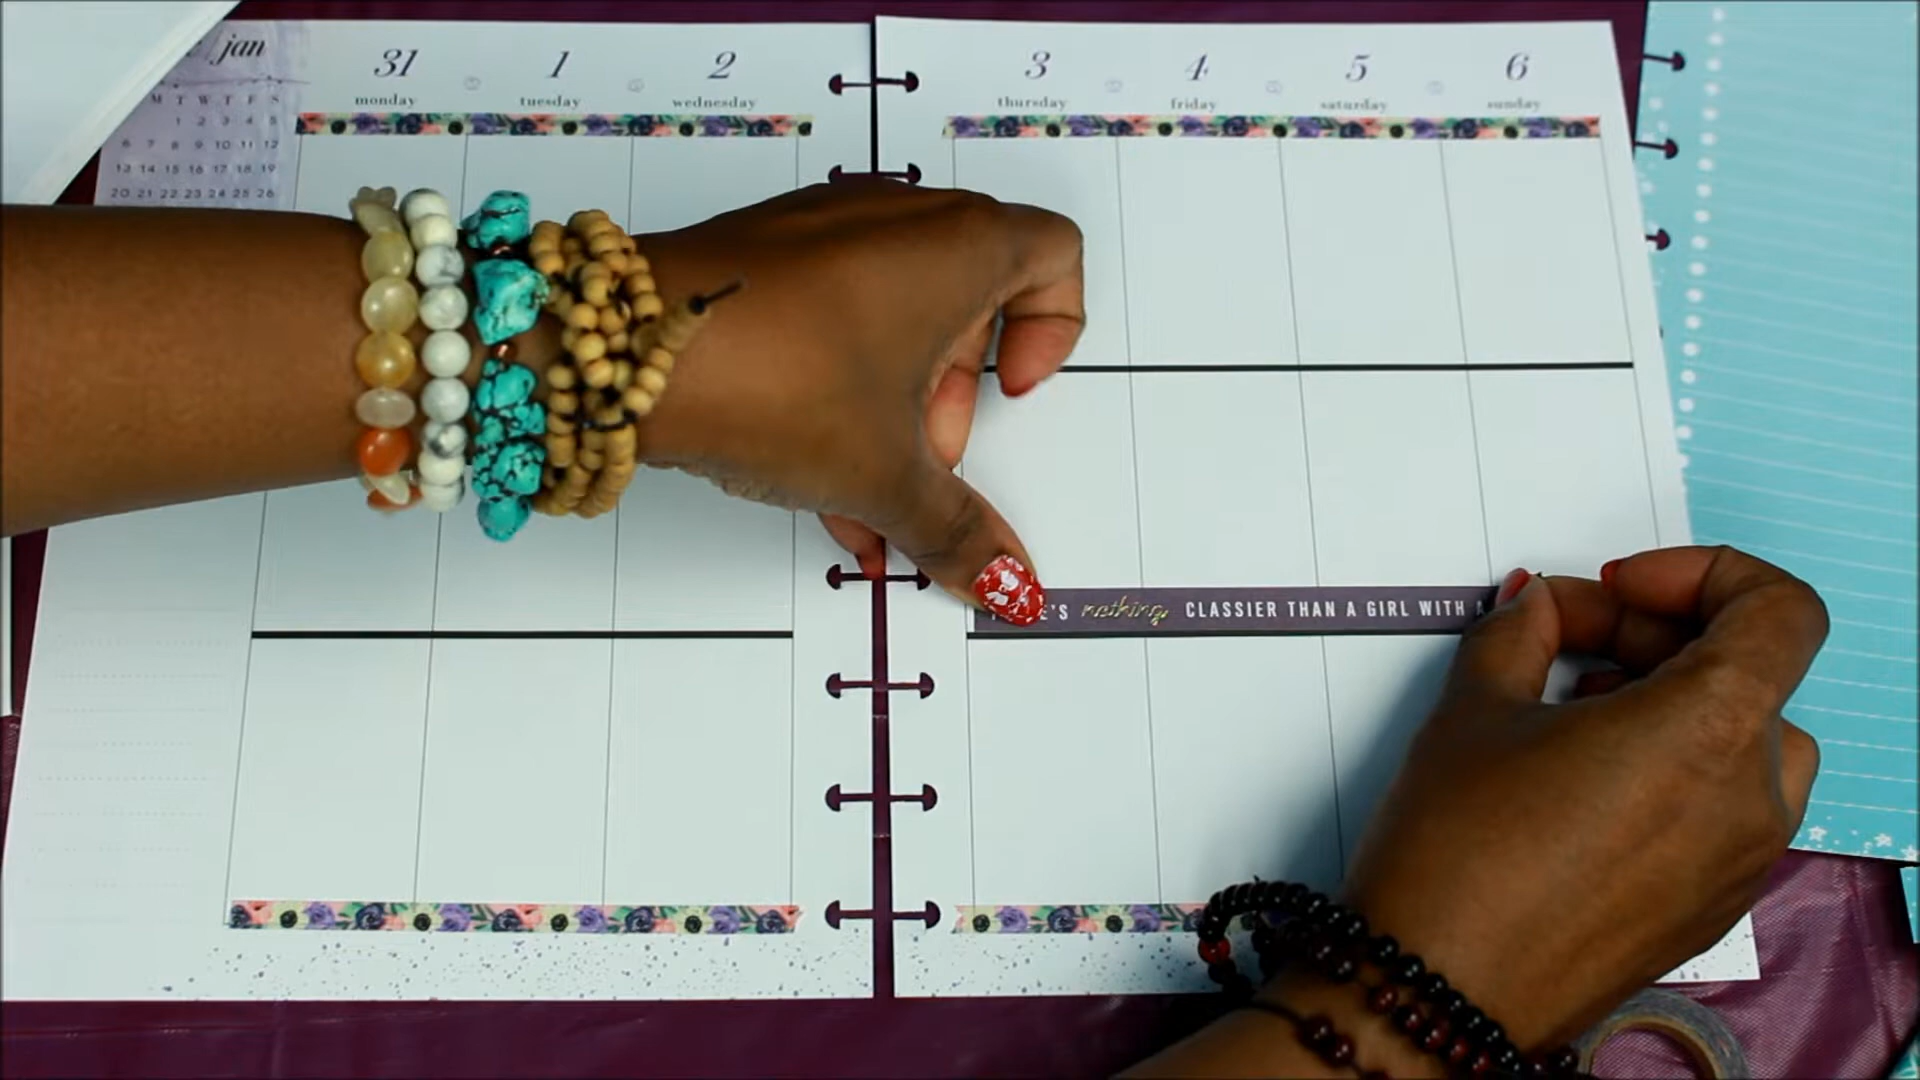 jan
31 1 2 3 4 5 6
monday tuesday wednesday thursday friday saturday sunday
M T W T F S
1 2 3 4 5
6 7 8 9 10 11 12
13 14 15 16 17 18 19
20 21 22 23 24 25 26
nothing CLASSIER THAN A GIRL WITH A